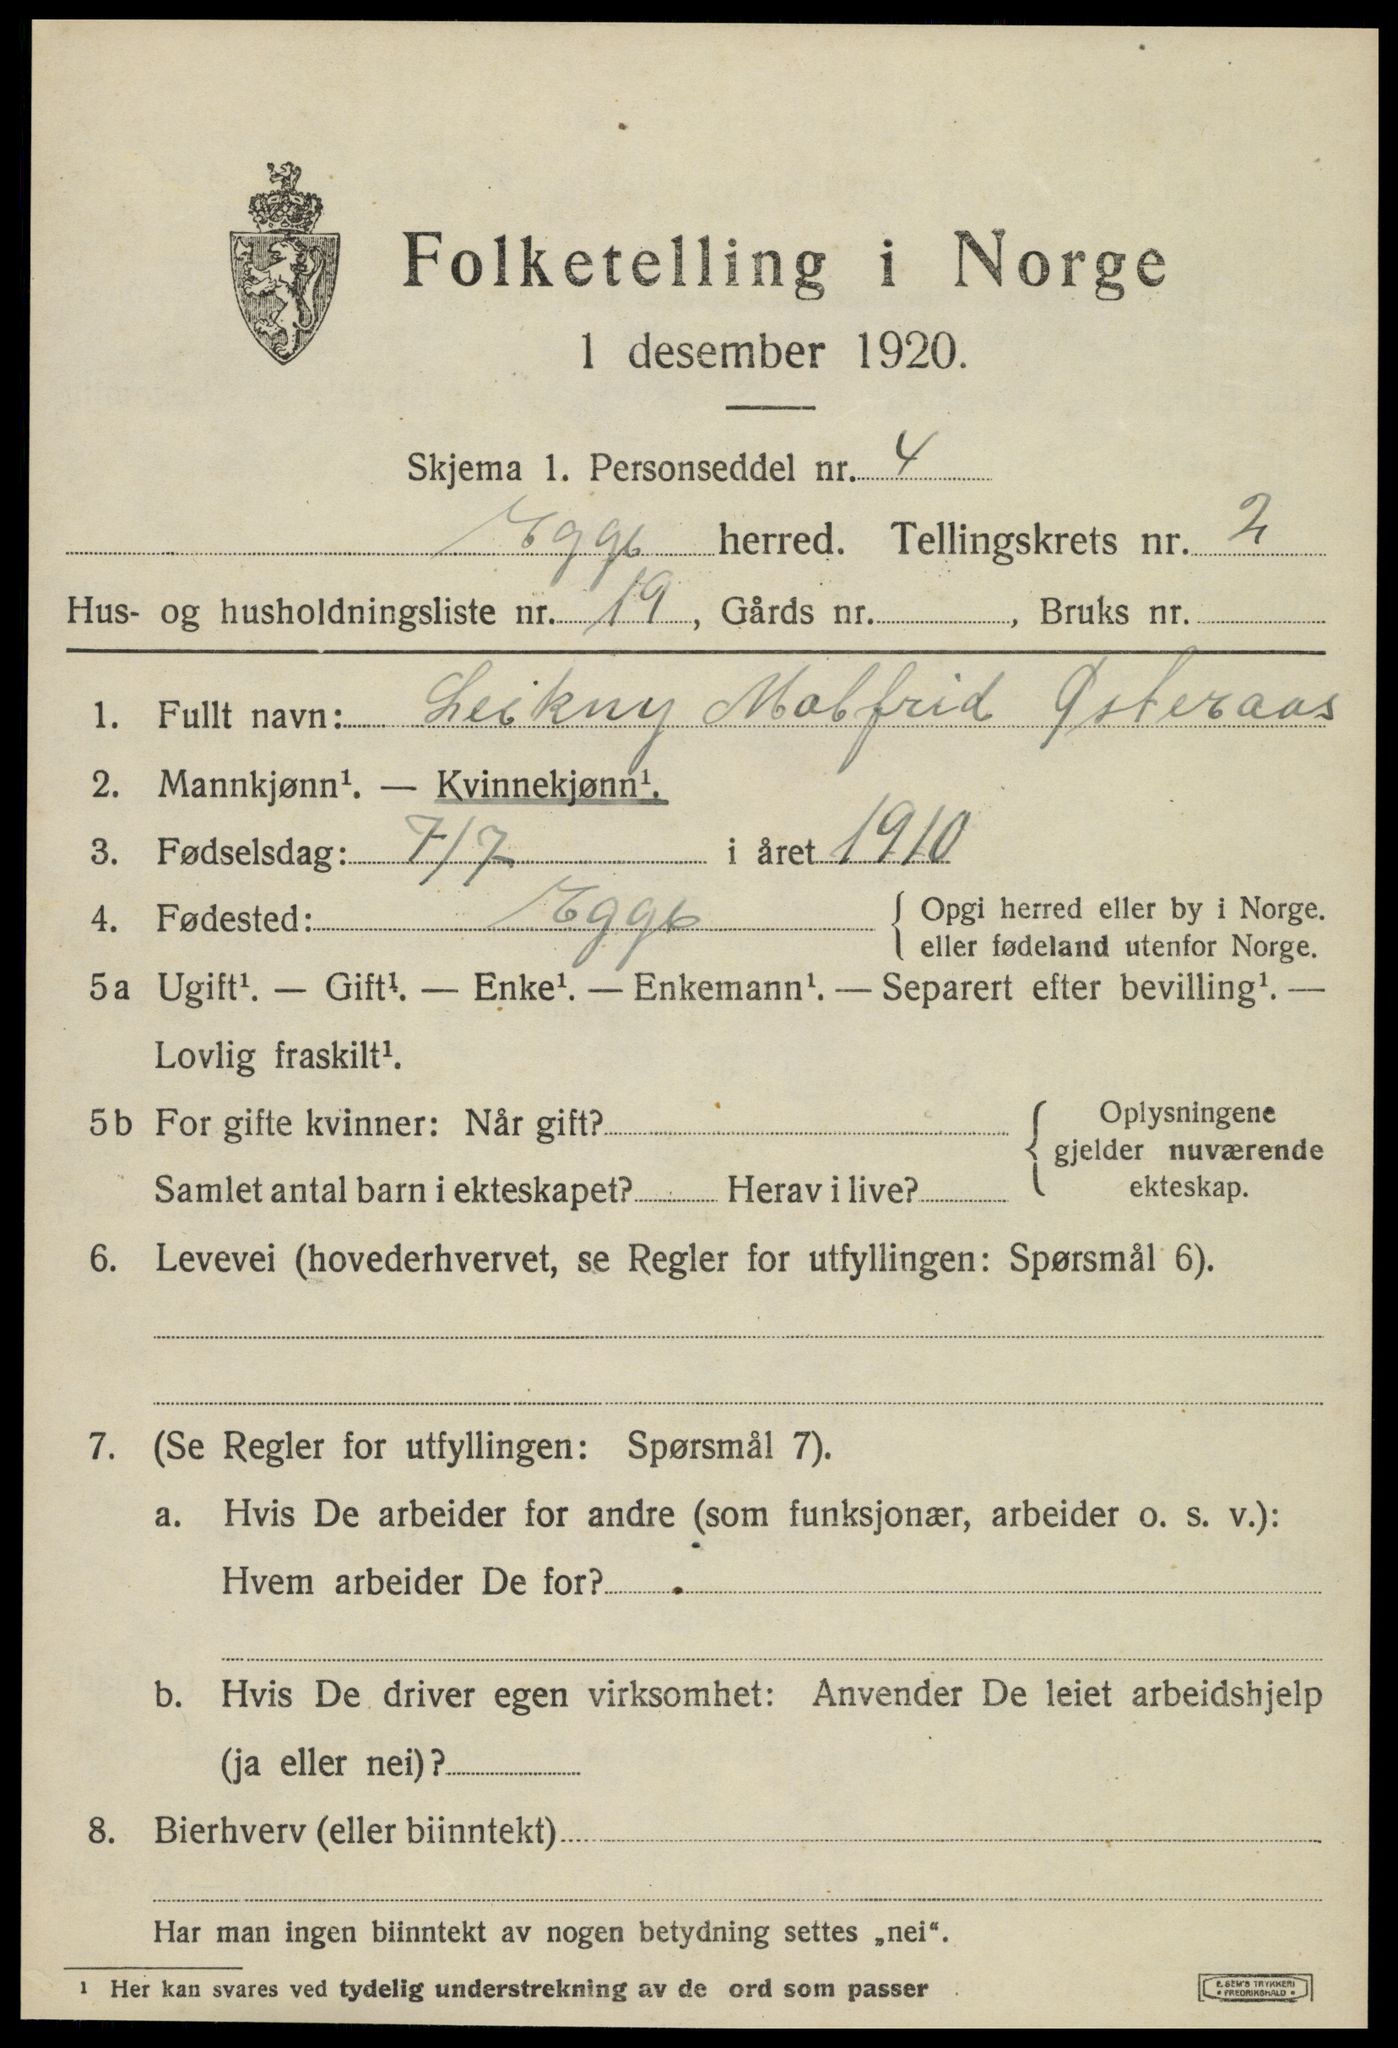 Folketelling i Norge
1 desember 1920.
Skjema 1. Personseddel nr. 4
Egge herred. Tellingskrets nr. 2
Hus- og husholdningsliste nr. 19, Gårds nr. , Bruks nr.
1. Fullt navn: Leikny Malfrid Østeraas
2. Mannkjønn¹. — Kvinnekjønn¹.
3. Fødselsdag: 7/7 i året 1910
4. Fødested: Egge { Opgi herred eller by i Norge.
eller fødeland utenfor Norge.
5a Ugift¹. — Gift¹. — Enke¹. — Enkemann¹. — Separert efter bevilling¹. —
Lovlig fraskilt¹.
5b For gifte kvinner: Når gift? { Oplysningene
gjelder nuværende
Samlet antal barn i ekteskapet? Herav i live? ekteskap.
6. Levevei (hovederhvervet, se Regler for utfyllingen: Spørsmål 6).
7. (Se Regler for utfyllingen: Spørsmål 7).
a. Hvis De arbeider for andre (som funksjonær, arbeider o. s. v.):
Hvem arbeider De for?
b. Hvis De driver egen virksomhet: Anvender De leiet arbeidshjelp
(ja eller nei)?
8. Bierhverv (eller biinntekt)
Har man ingen biinntekt av nogen betydning settes „nei“.
¹ Her kan svares ved tydelig understrekning av de ord som passer
E. SEM'S TRYKKERI
• FREDRIKSHALD •